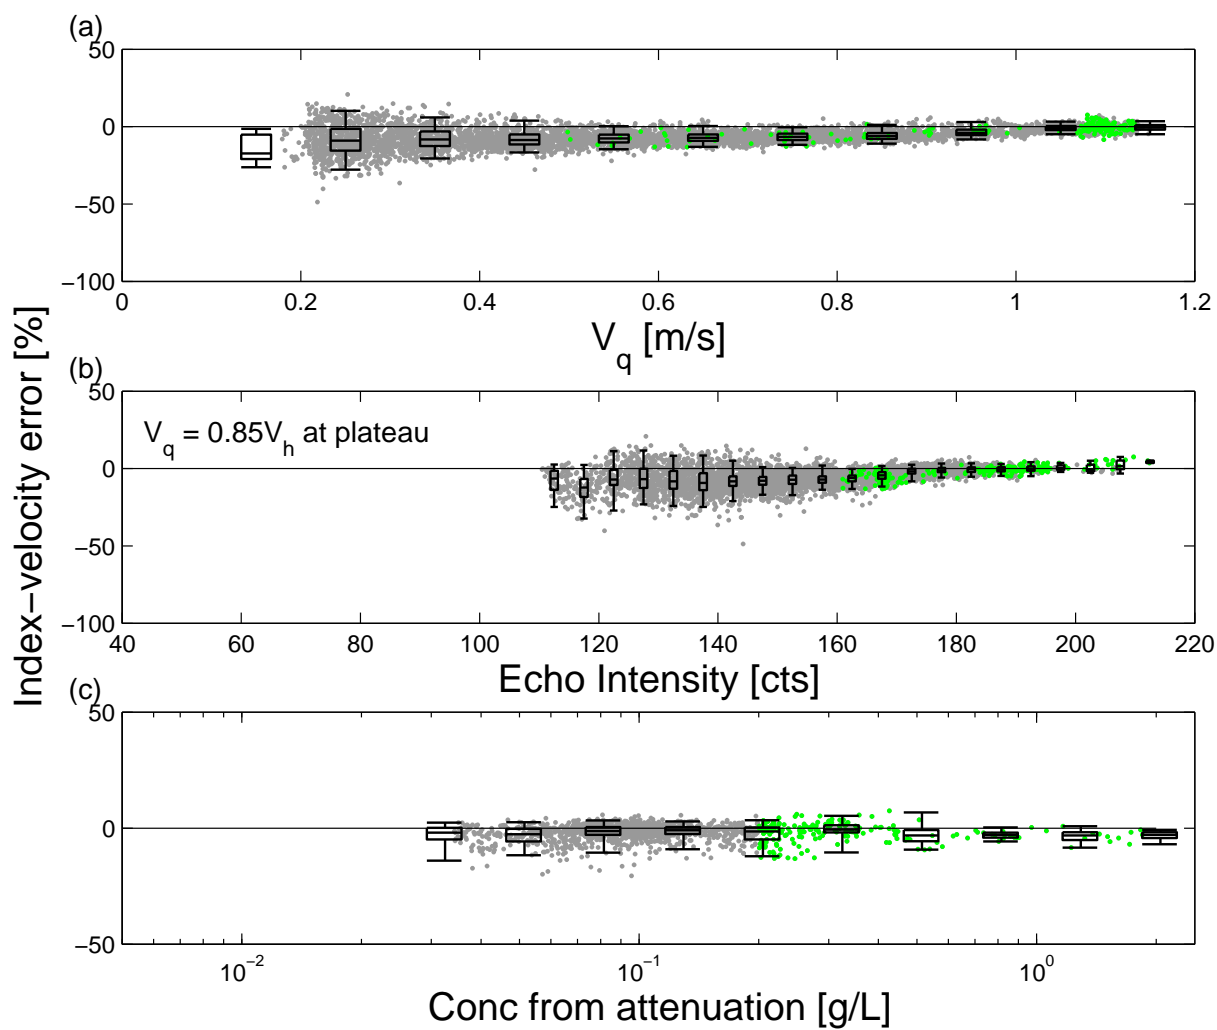 (a)
50
0
−50
−100
0 0.2 0.4 0.6 0.8 1 1.2
V_q [m/s]
Index−velocity error [%]
(b)
50
V_q = 0.85V_h at plateau
0
−50
−100
40 60 80 100 120 140 160 180 200 220
Echo Intensity [cts]
(c)
50
0
−50
10^−2 10^−1 10^0
Conc from attenuation [g/L]